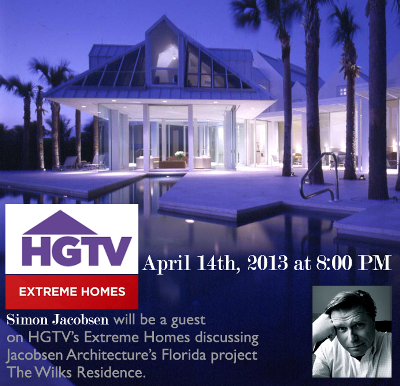 HGTV
EXTREME HOMES
April 14th, 2013 at 8:00 PM
Simon Jacobsen will be a guest
on HGTV's Extreme Homes discussing
Jacobsen Architecture's Florida project
The Wilks Residence.